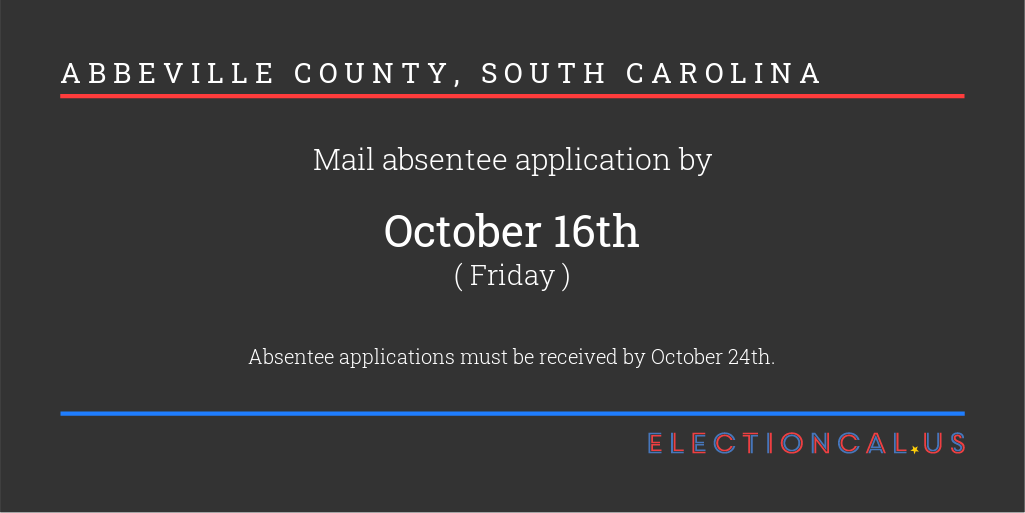 ABBEVILLE COUNTY, SOUTH CAROLINA
Mail absentee application by
October 16th
( Friday )
Absentee applications must be received by October 24th.
ELECTIONCAL.US